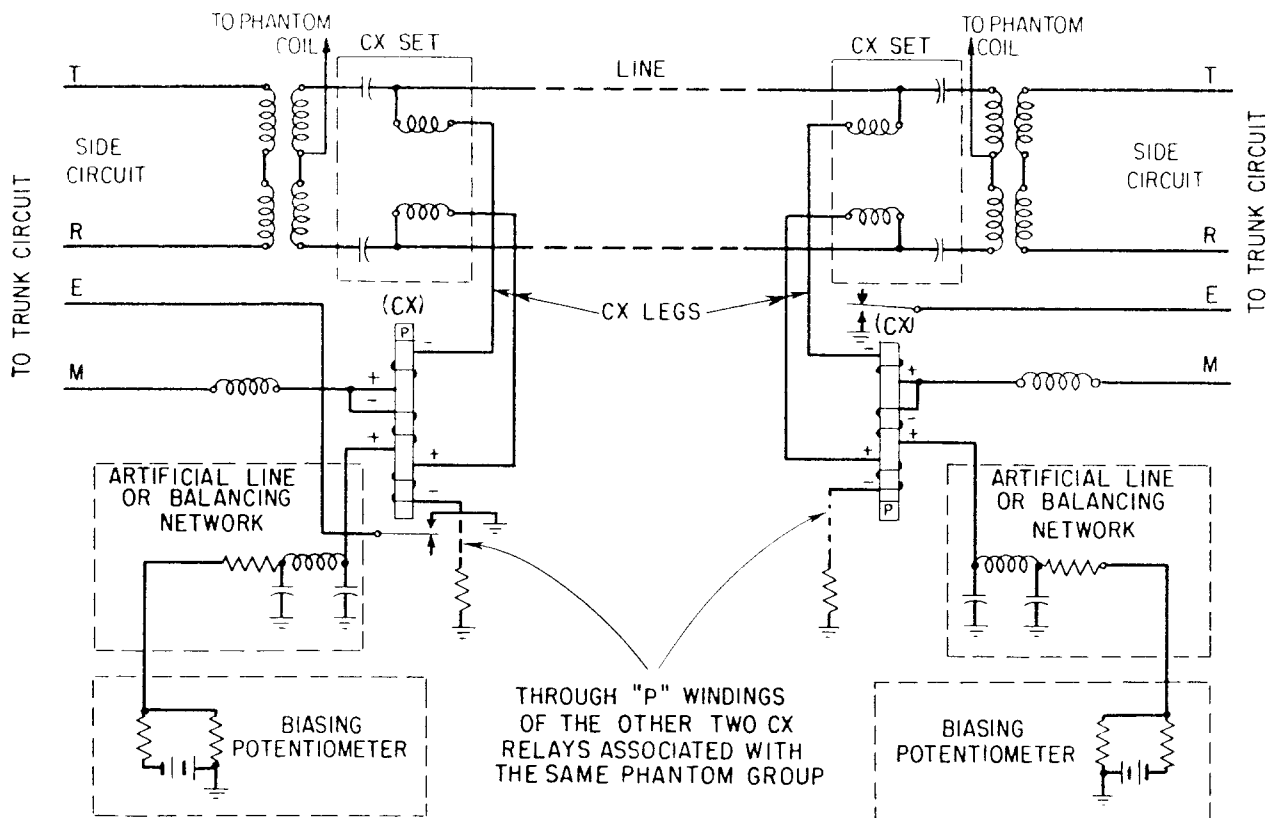 TO PHANTOM
COIL
CX SET
LINE
CX SET
TO PHANTOM
COIL
T
T
SIDE
CIRCUIT
SIDE
CIRCUIT
R
R
TO TRUNK CIRCUIT
TO TRUNK CIRCUIT
E
E
(CX)
CX LEGS
(CX)
P
-
-
M
+
+
M
-
-
+
+
+
+
-
-
P
ARTIFICIAL LINE
OR BALANCING
NETWORK
ARTIFICIAL LINE
OR BALANCING
NETWORK
THROUGH "P" WINDINGS
OF THE OTHER TWO CX
RELAYS ASSOCIATED WITH
THE SAME PHANTOM GROUP
BIASING
POTENTIOMETER
BIASING
POTENTIOMETER